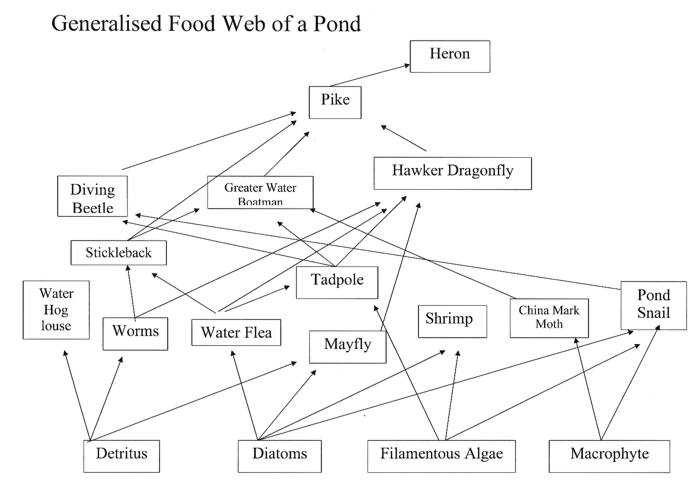 Generalised Food Web of a Pond
Heron
Pike
Hawker Dragonfly
Diving
Beetle
Greater Water
Boatman
Stickleback
Tadpole
Water
Hog
louse
Worms
Water Flea
Mayfly
Shrimp
China Mark
Moth
Pond
Snail
Detritus
Diatoms
Filamentous Algae
Macrophyte